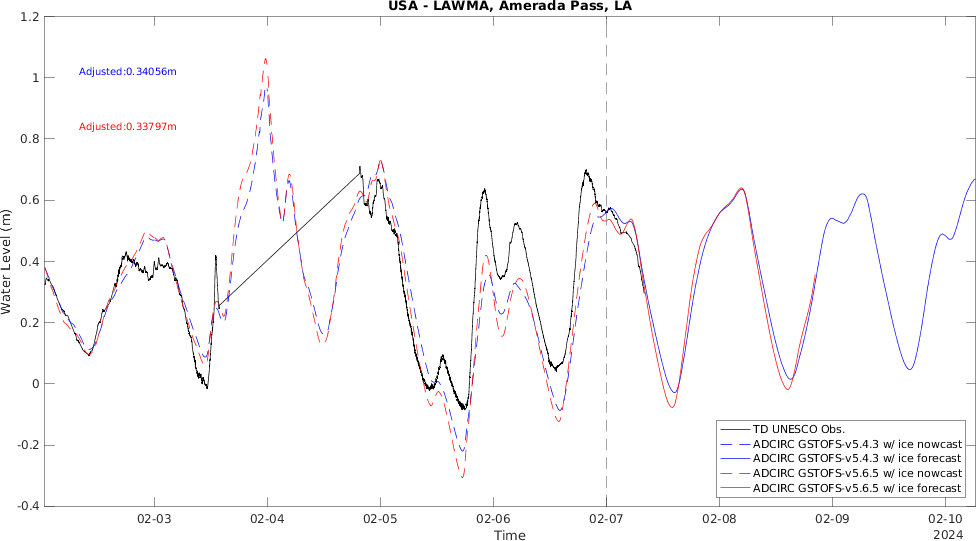 USA - LAWMA, Amerada Pass, LA
1.2
1
0.8
0.6
0.4
0.2
0
-0.2
-0.4
Water Level (m)
Adjusted:0.34056m
Adjusted:0.33797m
TD UNESCO Obs.
ADCIRC GSTOFS-v5.4.3 w/ ice nowcast
ADCIRC GSTOFS-v5.4.3 w/ ice forecast
ADCIRC GSTOFS-v5.6.5 w/ ice nowcast
ADCIRC GSTOFS-v5.6.5 w/ ice forecast
02-03 02-04 02-05 02-06 02-07 02-08 02-09 02-10
Time 2024